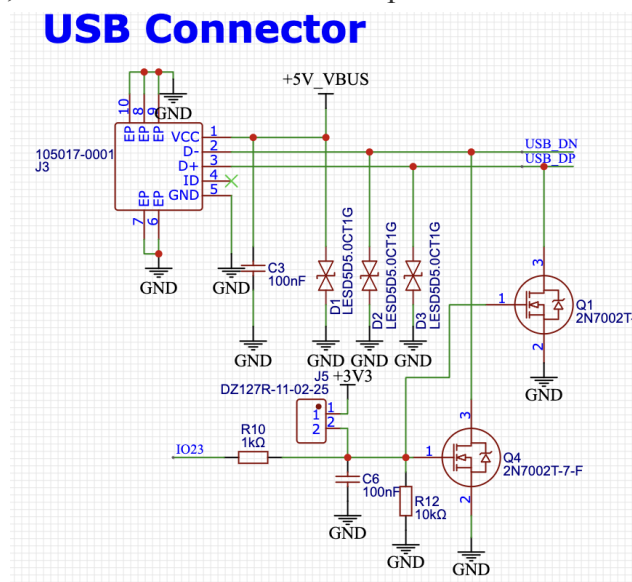 USB Connector
+5V_VBUS
10
8
9
GND
EP
EP
EP
VCC
1
D-
2
D+
3
ID
4
GND
5
105017-0001
J3
EP
EP
7
6
GND
GND
USB_DN
USB_DP
C3
100nF
GND
D1
LESD5D5.0CT1G
GND
D2
LESD5D5.0CT1G
GND
D3
LESD5D5.0CT1G
GND
3
1
Q1
2N7002T-
2
GND
J5
+3V3
DZ127R-11-02-25
1
1
2
2
IO23
R10
1kΩ
C6
100nF
GND
R12
10kΩ
GND
3
1
Q4
2N7002T-7-F
2
GND